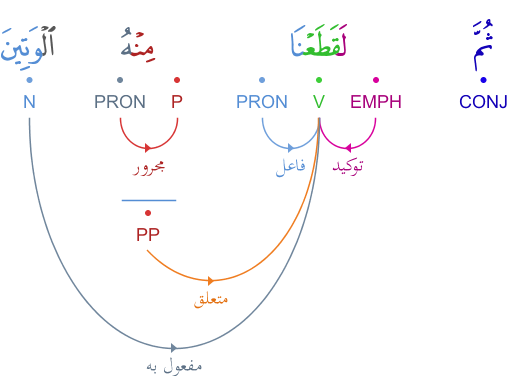 ثُمَّ لَقَطَعْنَا مِنْهُ ٱلْوَتِينَ
CONJ EMPH V PRON P PRON N
توكيد فاعل مجرور
PP
متعلق
مفعول به